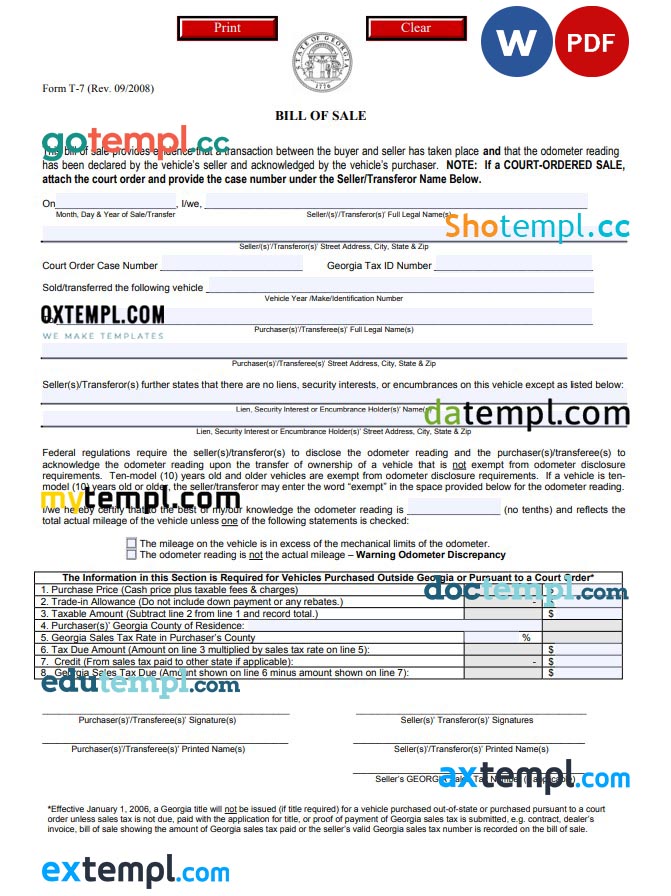 Print
Clear
W
PDF
STATE OF GEORGIA
1776
Form T-7 (Rev. 09/2008)
BILL OF SALE
gotempl.cc
This bill of sale provides evidence that a transaction between the buyer and seller has taken place and that the odometer reading
has been declared by the vehicle's seller and acknowledged by the vehicle's purchaser. NOTE: If a COURT-ORDERED SALE,
attach the court order and provide the case number under the Seller/Transferor Name Below.
On , I/we,
Month, Day & Year of Sale/Transfer Seller/(s)/Transferor(s)' Full Legal Name(s)
Shotempl.cc
Seller/(s)'/Transferor(s)' Street Address, City, State & Zip
Court Order Case Number Georgia Tax ID Number
Sold/transferred the following vehicle
Vehicle Year /Make/Identification Number
OXTEMPL.COM
WE MAKE TEMPLATES
Purchaser(s)'/Transferee(s)' Full Legal Name(s)
Purchaser(s)'/Transferee(s)' Street Address, City, State & Zip
Seller(s)/Transferor(s) further states that there are no liens, security interests, or encumbrances on this vehicle except as listed below:
Lien, Security Interest or Encumbrance Holder(s)' Name(s)
datempl.com
Lien, Security Interest or Encumbrance Holder(s)' Street Address, City, State & Zip
Federal regulations require the seller(s)/transferor(s) to disclose the odometer reading and the purchaser(s)/transferee(s) to
acknowledge the odometer reading upon the transfer of ownership of a vehicle that is not exempt from odometer disclosure
requirements. Ten-model (10) years old and older vehicles are exempt from odometer disclosure requirements. If a vehicle is ten-
model (10) years old or older, the seller/transferor may enter the word "exempt" in the space provided below for the odometer reading.
mytempl.com
I/we hereby certify that to the best of my/our knowledge the odometer reading is (no tenths) and reflects the
total actual mileage of the vehicle unless one of the following statements is checked:
The mileage on the vehicle is in excess of the mechanical limits of the odometer.
The odometer reading is not the actual mileage – Warning Odometer Discrepancy
The Information in this Section is Required for Vehicles Purchased Outside Georgia or Pursuant to a Court Order*
1. Purchase Price (Cash price plus taxable fees & charges) $
doctempl.com
2. Trade-in Allowance (Do not include down payment or any rebates.) -
3. Taxable Amount (Subtract line 2 from line 1 and record total.) $
4. Purchaser(s)' Georgia County of Residence:
5. Georgia Sales Tax Rate in Purchaser's County %
6. Tax Due Amount (Amount on line 3 multiplied by sales tax rate on line 5): $
7. Credit (From sales tax paid to other state if applicable): - $
8. Georgia Sales Tax Due (Amount shown on line 6 minus amount shown on line 7): $
edutempl.com
Purchaser(s)'/Transferee(s)' Signature(s) Seller(s)' Transferor(s)' Signatures
Purchaser(s)'/Transferee(s)' Printed Name(s) Seller(s)'/Transferor(s)' Printed Name(s)
Seller's GEORGIA Sales Tax Number (if applicable)
axtempl.com
*Effective January 1, 2006, a Georgia title will not be issued (if title required) for a vehicle purchased out-of-state or purchased pursuant to a court
order unless sales tax is not due, paid with the application for title, or proof of payment of Georgia sales tax is submitted, e.g. contract, dealer's
invoice, bill of sale showing the amount of Georgia sales tax paid or the seller's valid Georgia sales tax number is recorded on the bill of sale.
extempl.com